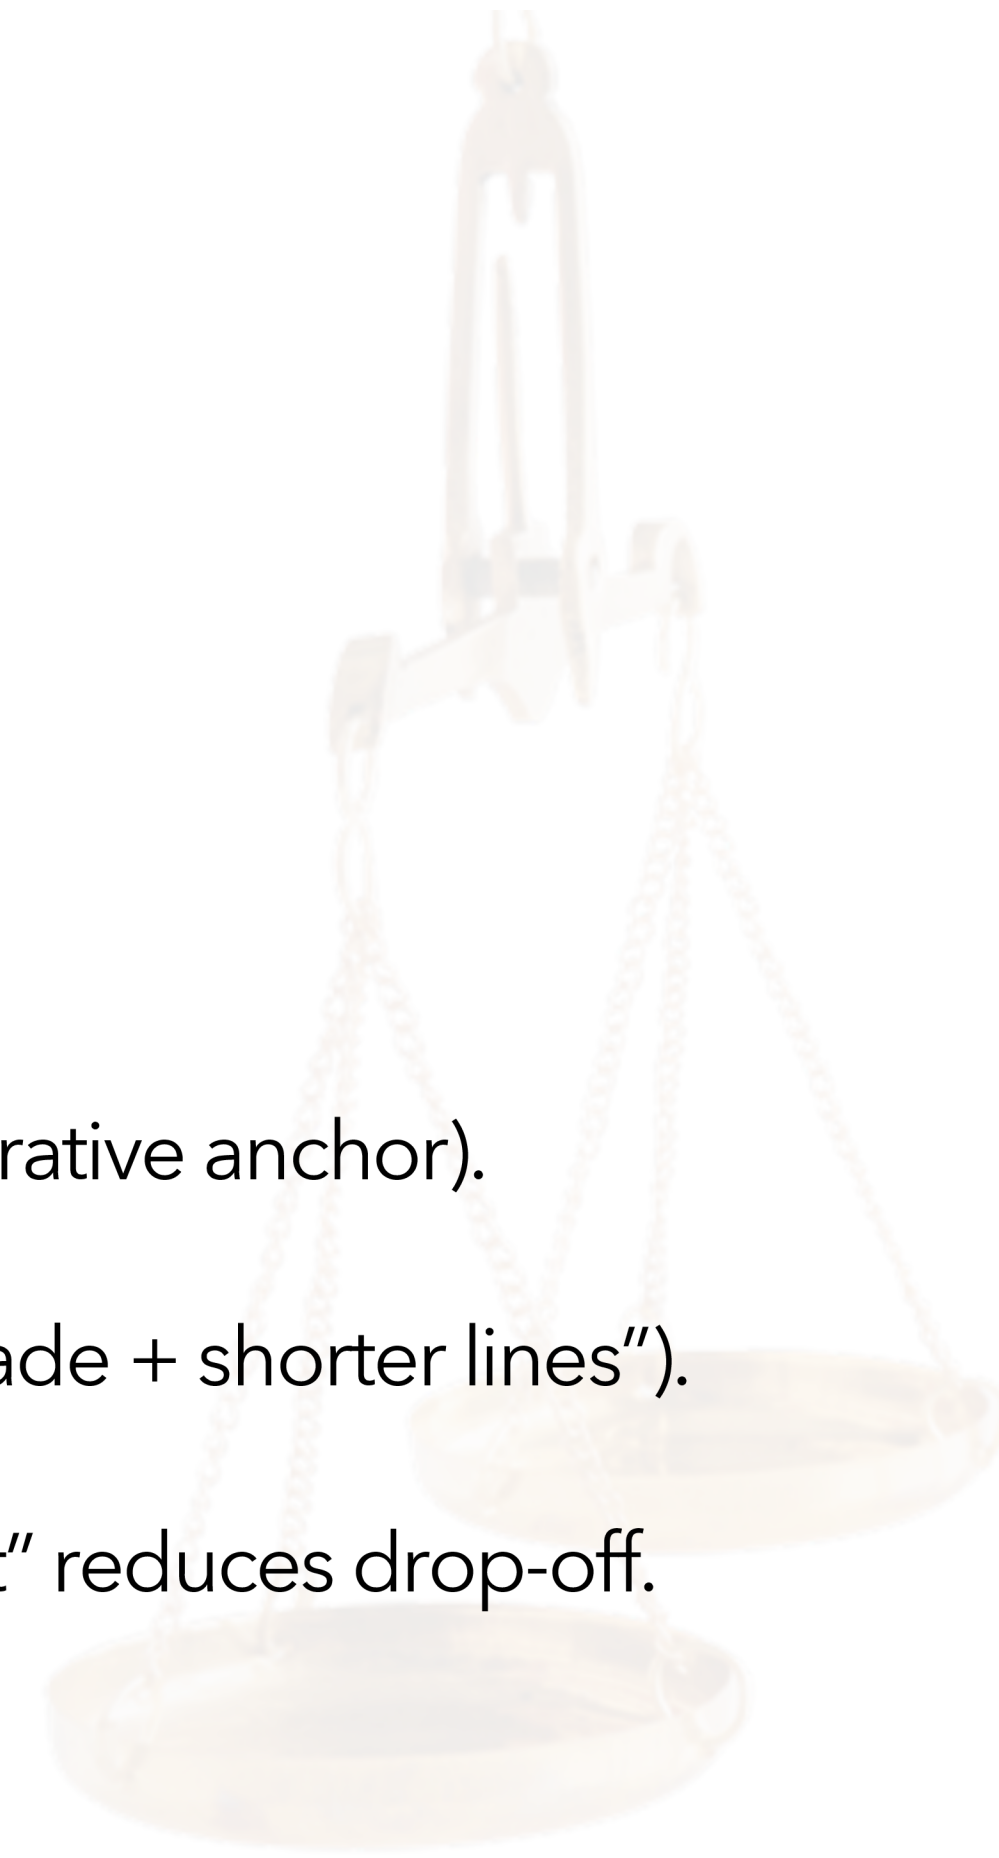 rative anchor).
ade + shorter lines”).
t” reduces drop-off.